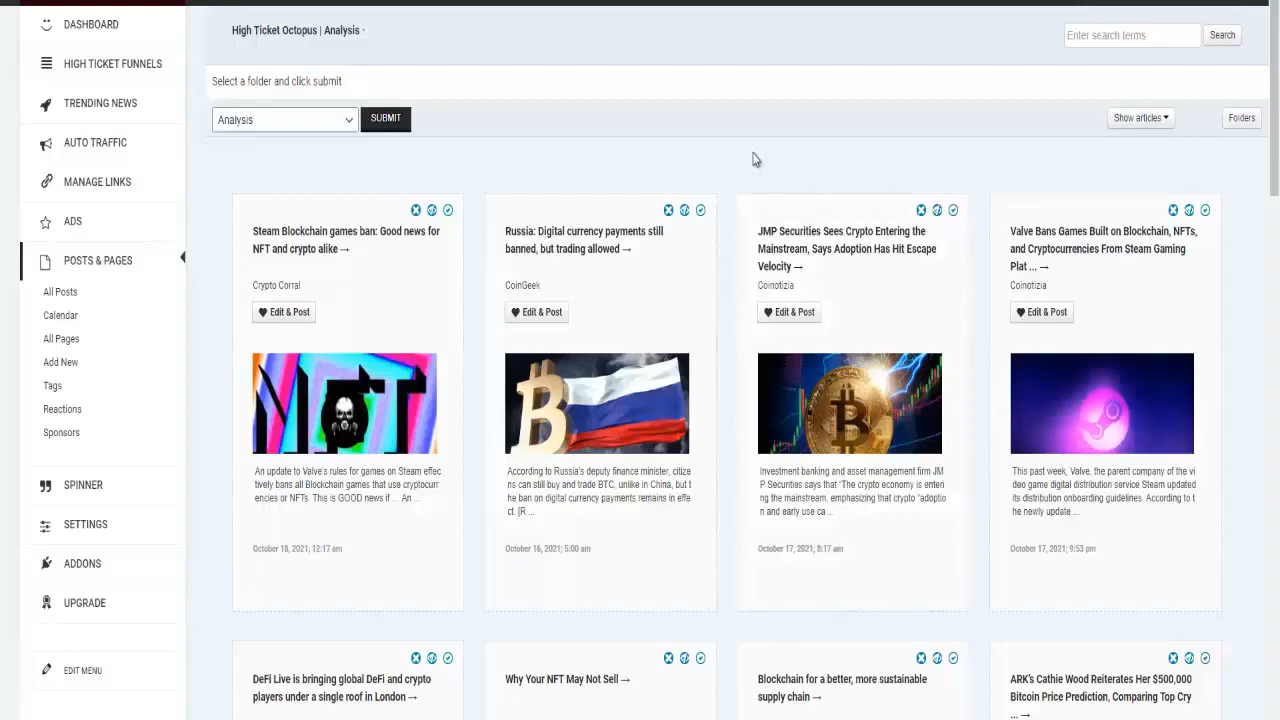 DASHBOARD
HIGH TICKET FUNNELS
TRENDING NEWS
AUTO TRAFFIC
MANAGE LINKS
ADS
POSTS & PAGES
All Posts
Calendar
All Pages
Add New
Tags
Reactions
Sponsors
SPINNER
SETTINGS
ADDONS
UPGRADE
EDIT MENU
High Ticket Octopus | Analysis ·
Enter search terms
Search
Select a folder and click submit
Analysis
SUBMIT
Show articles
Folders
Steam Blockchain games ban: Good news for
NFT and crypto alike →
Crypto Corral
Edit & Post
NFT
An update to Valve's rules for games on Steam effec
tively bans all Blockchain games that use cryptocurr
encies or NFTs. This is GOOD news if ... An ...
October 18, 2021; 12:17 am
Russia: Digital currency payments still
banned, but trading allowed →
CoinGeek
Edit & Post
According to Russia's deputy finance minister, citize
ns can still buy and trade BTC, unlike in China, but t
he ban on digital currency payments remains in effe
ct. [R ...
October 16, 2021; 5:00 am
JMP Securities Sees Crypto Entering the
Mainstream, Says Adoption Has Hit Escape
Velocity →
Coinotizia
Edit & Post
Investment banking and asset management firm JM
P Securities says that "The crypto economy is enteri
ng the mainstream, emphasizing that crypto "adoptio
n and early use ca ...
October 17, 2021; 8:17 am
Valve Bans Games Built on Blockchain, NFTs,
and Cryptocurrencies From Steam Gaming
Plat ... →
Coinotizia
Edit & Post
This past week, Valve, the parent company of the vi
deo game digital distribution service Steam updated
its distribution onboarding guidelines. According to t
he newly update ...
October 17, 2021; 9:53 pm
DeFi Live is bringing global DeFi and crypto
players under a single roof in London →
Why Your NFT May Not Sell →
Blockchain for a better, more sustainable
supply chain →
ARK's Cathie Wood Reiterates Her $500,000
Bitcoin Price Prediction, Comparing Top Cry
... →